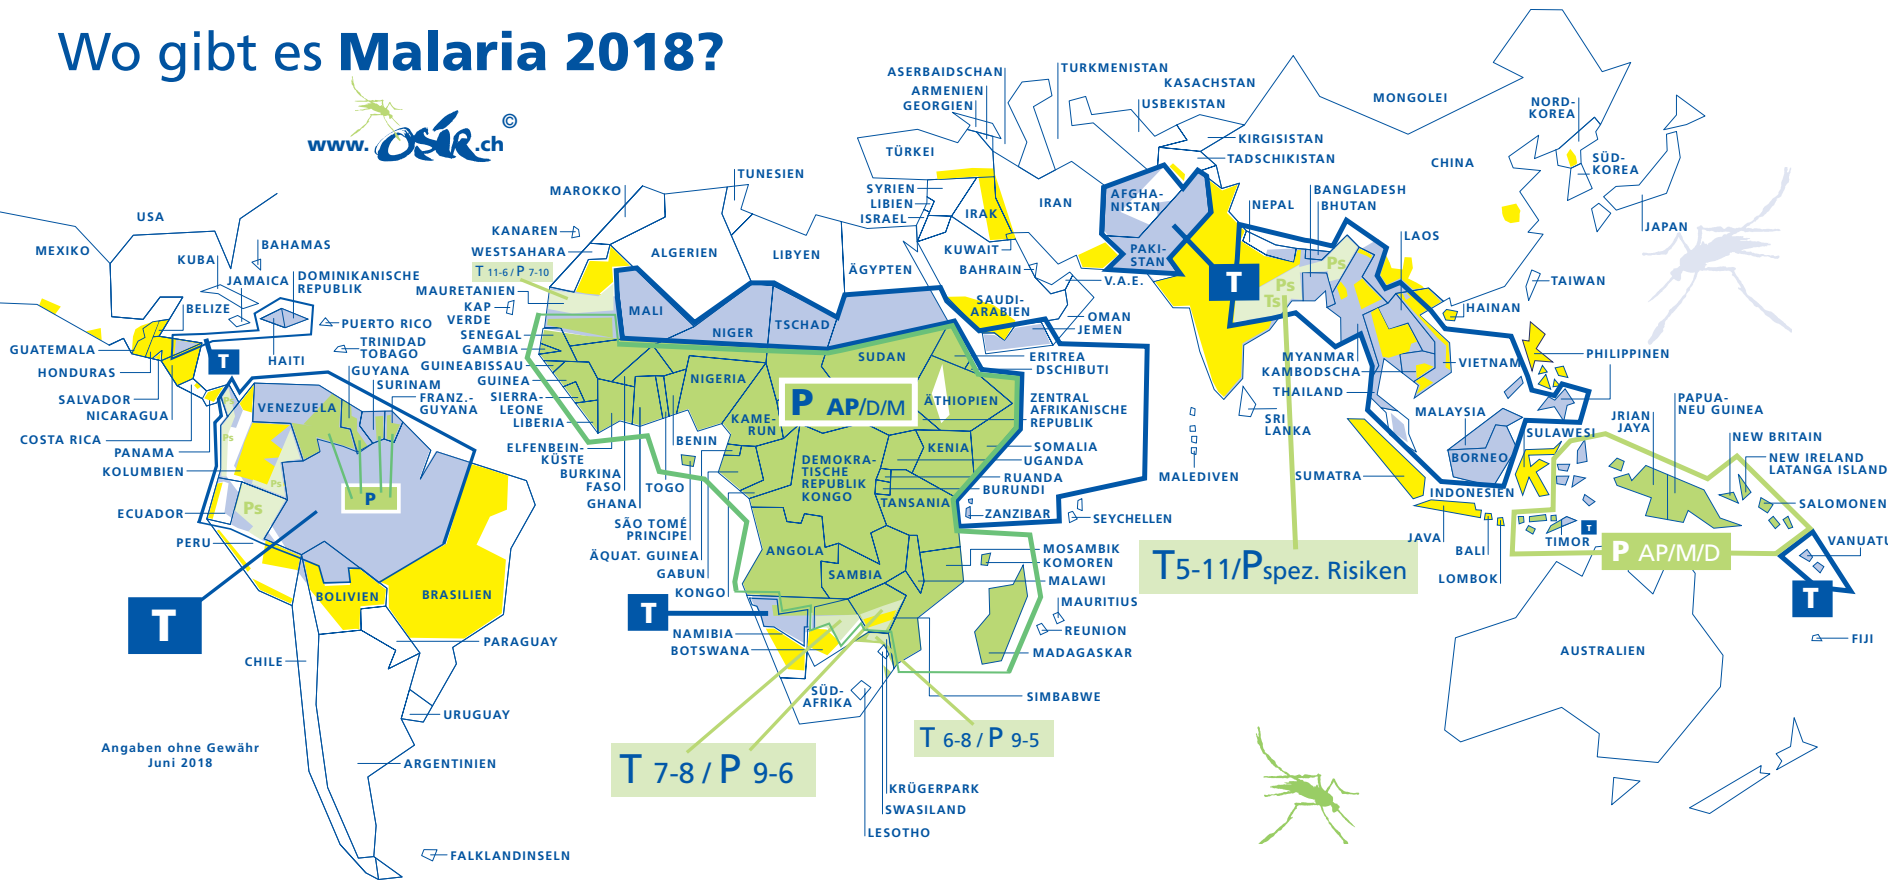 Wo gibt es Malaria 2018?
www.OSIR.ch ©
USA
MEXIKO
KUBA
BAHAMAS
JAMAICA
DOMINIKANISCHE
REPUBLIK
BELIZE
PUERTO RICO
TRINIDAD
TOBAGO
HAITI
T
GUATEMALA
HONDURAS
SALVADOR
NICARAGUA
COSTA RICA
PANAMA
KOLUMBIEN
ECUADOR
PERU
GUYANA
SURINAM
FRANZ.-
GUYANA
VENEZUELA
Ps
Ps
Ps
Ps
P
T
BOLIVIEN
BRASILIEN
PARAGUAY
CHILE
URUGUAY
ARGENTINIEN
FALKLANDINSELN
Angaben ohne Gewähr
Juni 2018
MAROKKO
TUNESIEN
KANAREN
WESTSAHARA
T 11-6 / P 7-10
MAURETANIEN
KAP
VERDE
SENEGAL
GAMBIA
GUINEABISSAU
GUINEA
SIERRA-
LEONE
LIBERIA
ELFENBEIN-
KÜSTE
BURKINA
FASO
GHANA
TOGO
BENIN
SÃO TOMÉ
PRINCIPE
ÄQUAT. GUINEA
GABUN
KONGO
ALGERIEN
LIBYEN
ÄGYPTEN
MALI
NIGER
TSCHAD
SUDAN
NIGERIA
P AP/D/M
ÄTHIOPIEN
KAME-
RUN
KENIA
DEMOKRA-
TISCHE
REPUBLIK
KONGO
TANSANIA
ANGOLA
SAMBIA
ERITREA
DSCHIBUTI
ZENTRAL
AFRIKANISCHE
REPUBLIK
SOMALIA
UGANDA
RUANDA
BURUNDI
ZANZIBAR
SEYCHELLEN
MOSAMBIK
KOMOREN
MALAWI
MAURITIUS
REUNION
MADAGASKAR
SIMBABWE
T
NAMIBIA
BOTSWANA
SÜD-
AFRIKA
T 7-8 / P 9-6
T 6-8 / P 9-5
KRÜGERPARK
SWASILAND
LESOTHO
ASERBAIDSCHAN
ARMENIEN
GEORGIEN
TURKMENISTAN
KASACHSTAN
USBEKISTAN
KIRGISISTAN
TADSCHIKISTAN
TÜRKEI
SYRIEN
LIBIEN
ISRAEL
IRAK
IRAN
KUWAIT
BAHRAIN
SAUDI-
ARABIEN
V.A.E.
OMAN
JEMEN
AFGHA-
NISTAN
PAKI-
STAN
T
NEPAL
BANGLADESH
BHUTAN
Ps
Ps
Ts
MONGOLEI
CHINA
NORD-
KOREA
SÜD-
KOREA
JAPAN
TAIWAN
LAOS
HAINAN
MYANMAR
KAMBODSCHA
THAILAND
VIETNAM
PHILIPPINEN
SRI
LANKA
MALEDIVEN
MALAYSIA
BORNEO
SULAWESI
SUMATRA
INDONESIEN
JAVA
BALI
LOMBOK
TIMOR
T
JRIAN
JAYA
PAPUA-
NEU GUINEA
NEW BRITAIN
NEW IRELAND
LATANGA ISLAND
SALOMONEN
VANUATU
P AP/M/D
T
T5-11/Pspez. Risiken
FIJI
AUSTRALIEN